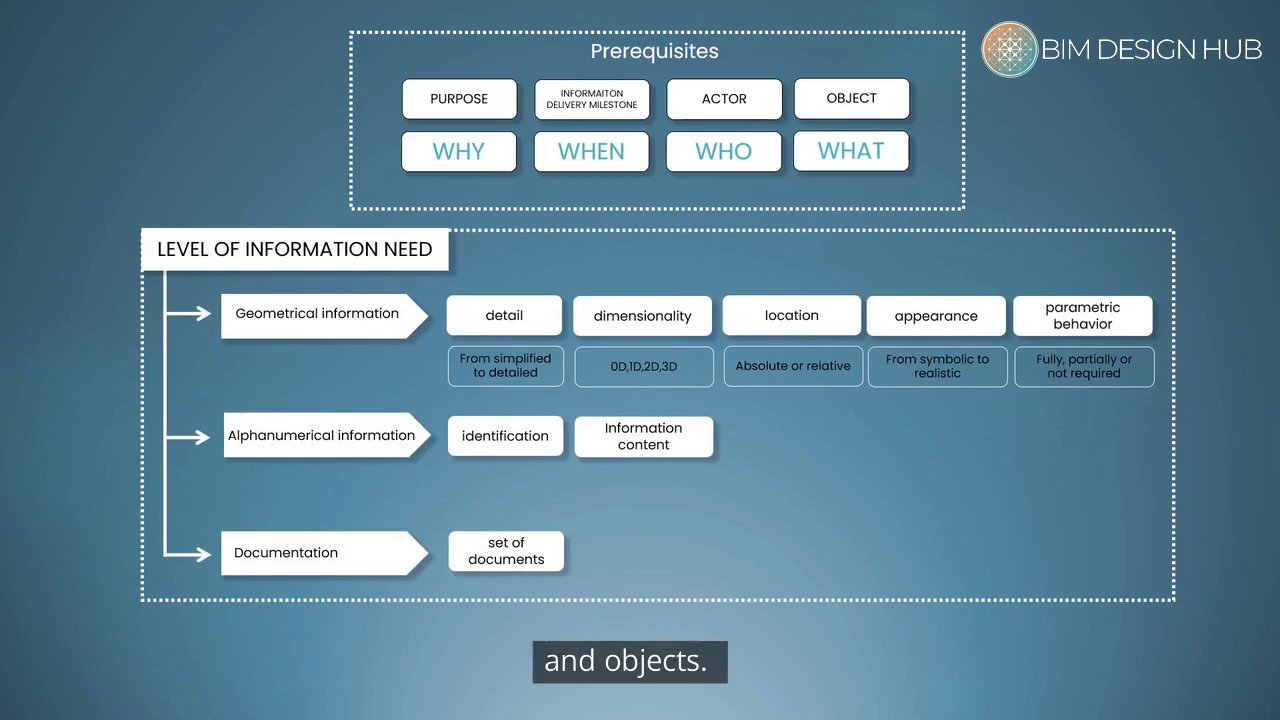 BIM DESIGN HUB
Prerequisites
PURPOSE
INFORMAITON
DELIVERY MILESTONE
ACTOR
OBJECT
WHY
WHEN
WHO
WHAT
LEVEL OF INFORMATION NEED
Geometrical information
detail
dimensionality
location
appearance
parametric
behavior
From simplified
to detailed
0D,1D,2D,3D
Absolute or relative
From symbolic to
realistic
Fully, partially or
not required
Alphanumerical information
identification
Information
content
Documentation
set of
documents
and objects.